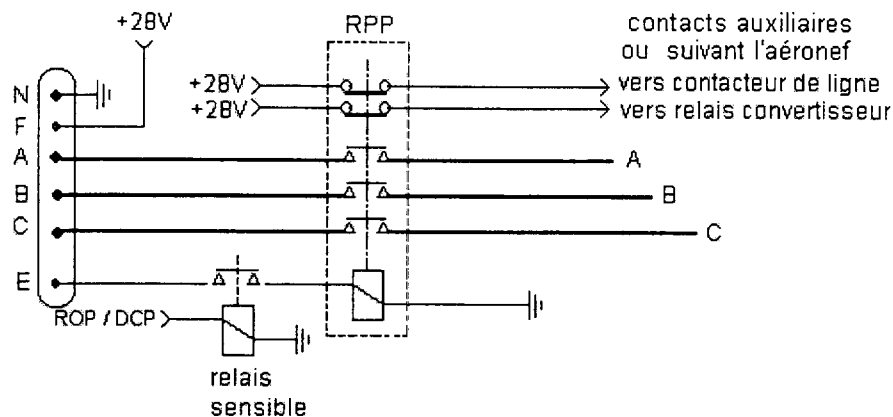 +28V
RPP
contacts auxiliaires
ou suivant l'aéronef
N
+28V
vers contacteur de ligne
+28V
vers relais convertisseur
F
A
A
B
B
C
C
E
ROP / DCP
relais
sensible